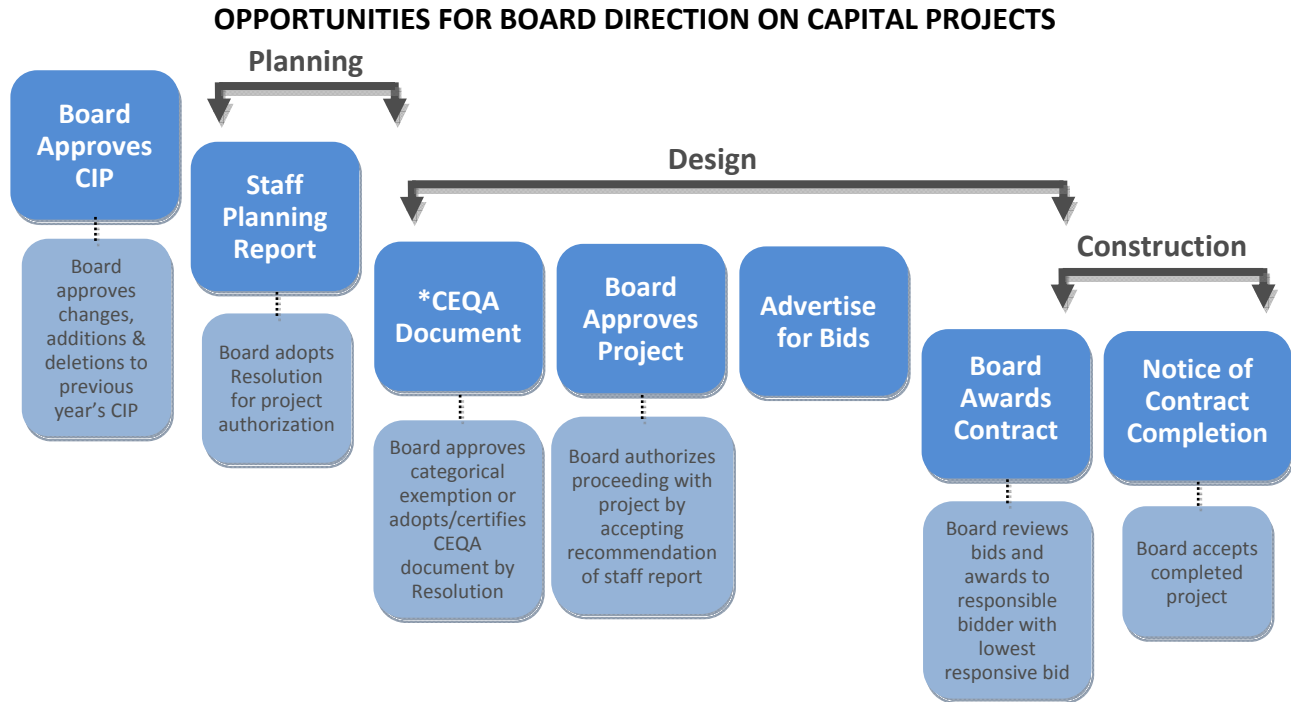 OPPORTUNITIES FOR BOARD DIRECTION ON CAPITAL PROJECTS
Planning
Design
Construction
Board
Approves
CIP
Board
approves
changes,
additions &
deletions to
previous
year’s CIP
Staff
Planning
Report
Board adopts
Resolution
for project
authorization
*CEQA
Document
Board approves
categorical
exemption or
adopts/certifies
CEQA
document by
Resolution
Board
Approves
Project
Board authorizes
proceeding with
project by
accepting
recommendation
of staff report
Advertise
for Bids
Board
Awards
Contract
Board reviews
bids and
awards to
responsible
bidder with
lowest
responsive bid
Notice of
Contract
Completion
Board accepts
completed
project